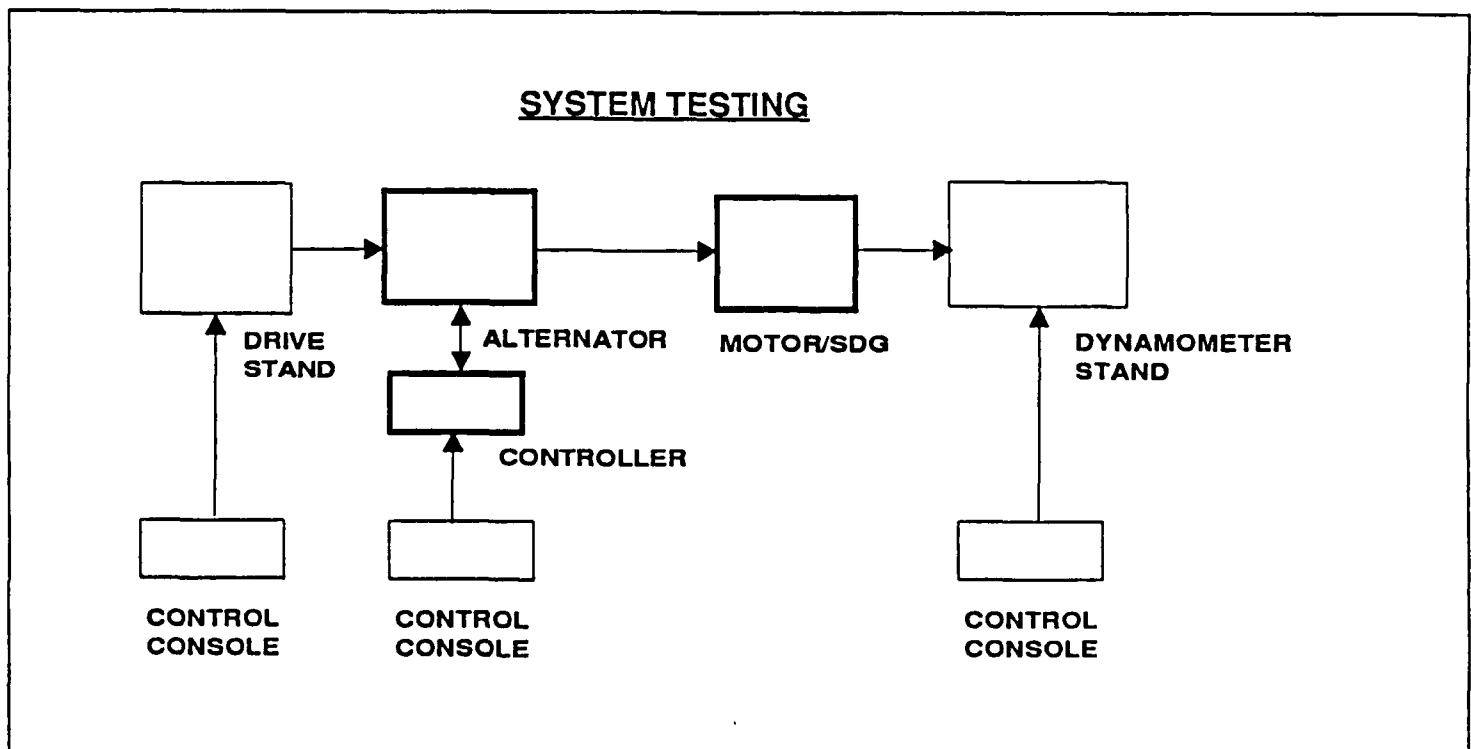 SYSTEM TESTING
DRIVE
STAND
ALTERNATOR
MOTOR/SDG
DYNAMOMETER
STAND
CONTROLLER
CONTROL
CONSOLE
CONTROL
CONSOLE
CONTROL
CONSOLE